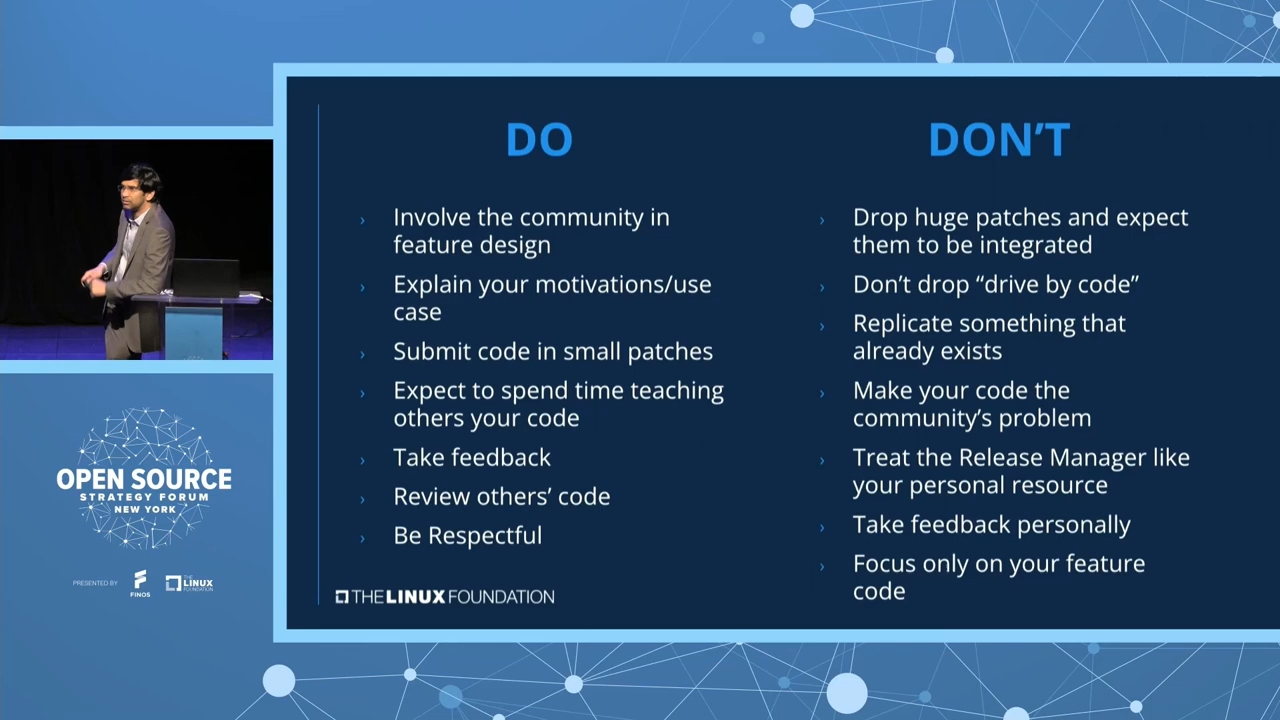 DO
Involve the community in
feature design
Explain your motivations/use
case
Submit code in small patches
Expect to spend time teaching
others your code
Take feedback
Review others’ code
Be Respectful
THE LINUX FOUNDATION
DON’T
Drop huge patches and expect
them to be integrated
Don’t drop “drive by code”
Replicate something that
already exists
Make your code the
community’s problem
Treat the Release Manager like
your personal resource
Take feedback personally
Focus only on your feature
code
OPEN SOURCE
STRATEGY FORUM
NEW YORK
PRESENTED BY
FINOS
THE
LINUX
FOUNDATION